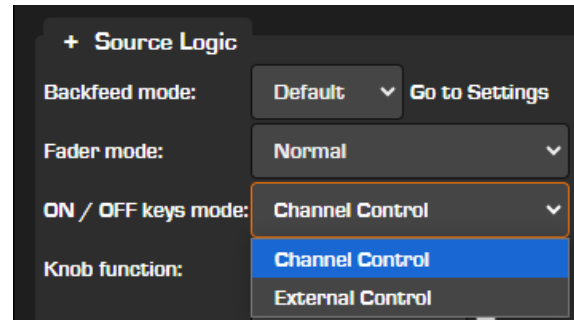 + Source Logic
Backfeed mode: Default Go to Settings
Fader mode: Normal
ON / OFF keys mode: Channel Control
Knob function: Channel Control
External Control